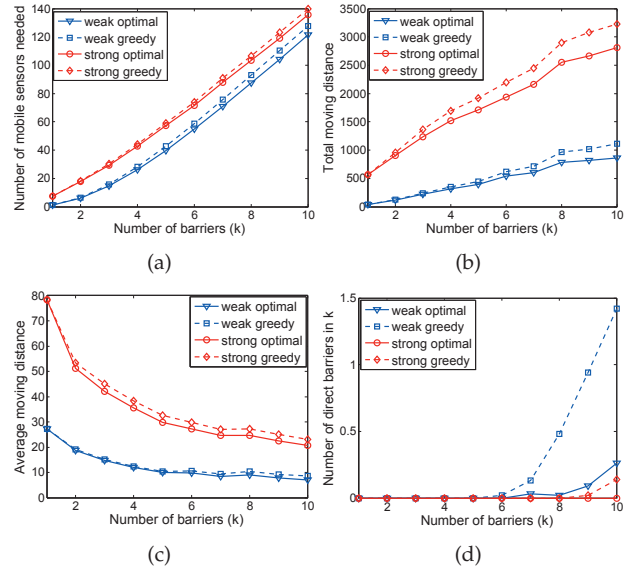 140
120
100
80
60
40
20
0
2
4
6
8
10
Number of mobile sensors needed
Number of barriers (k)
weak optimal
weak greedy
strong optimal
strong greedy
(a)
3500
3000
2500
2000
1500
1000
500
0
2
4
6
8
10
Total moving distance
Number of barriers (k)
weak optimal
weak greedy
strong optimal
strong greedy
(b)
80
70
60
50
40
30
20
10
0
2
4
6
8
10
Average moving distance
Number of barriers (k)
weak optimal
weak greedy
strong optimal
strong greedy
(c)
1.5
1
0.5
0
2
4
6
8
10
Number of direct barriers in k
Number of barriers (k)
weak optimal
weak greedy
strong optimal
strong greedy
(d)